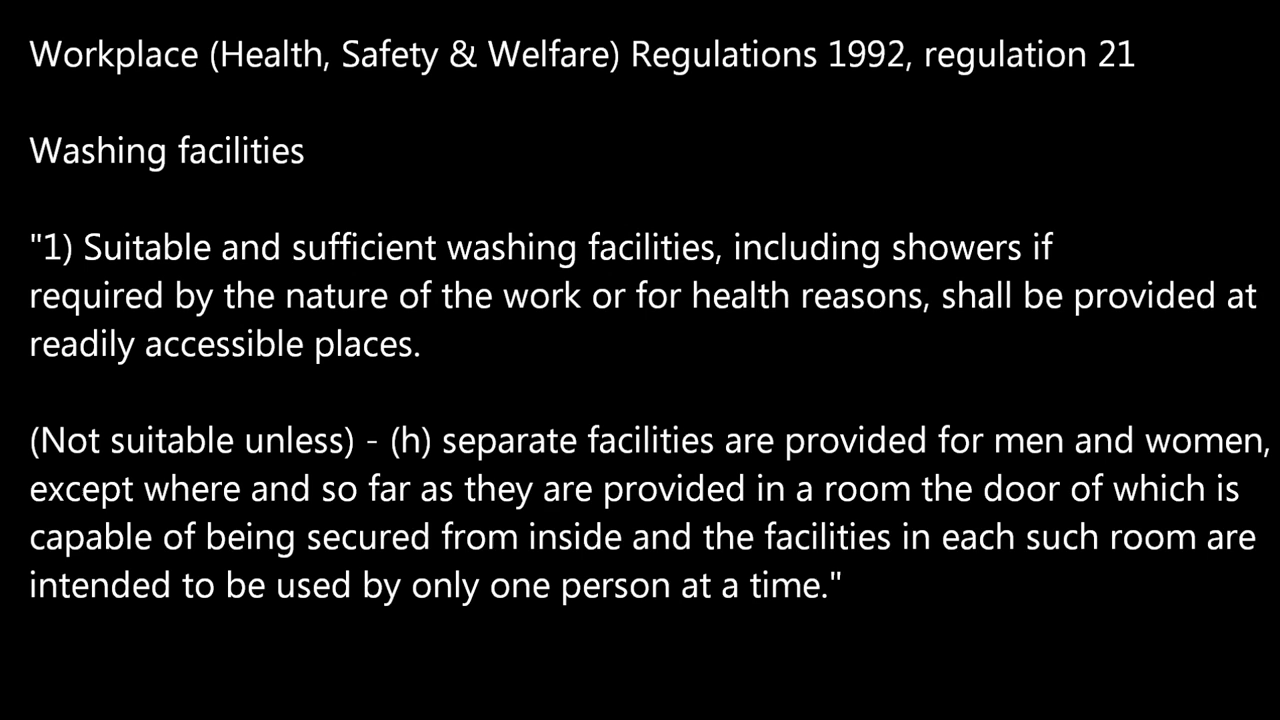 Workplace (Health, Safety & Welfare) Regulations 1992, regulation 21
Washing facilities
"1) Suitable and sufficient washing facilities, including showers if
required by the nature of the work or for health reasons, shall be provided at
readily accessible places.
(Not suitable unless) - (h) separate facilities are provided for men and women,
except where and so far as they are provided in a room the door of which is
capable of being secured from inside and the facilities in each such room are
intended to be used by only one person at a time."